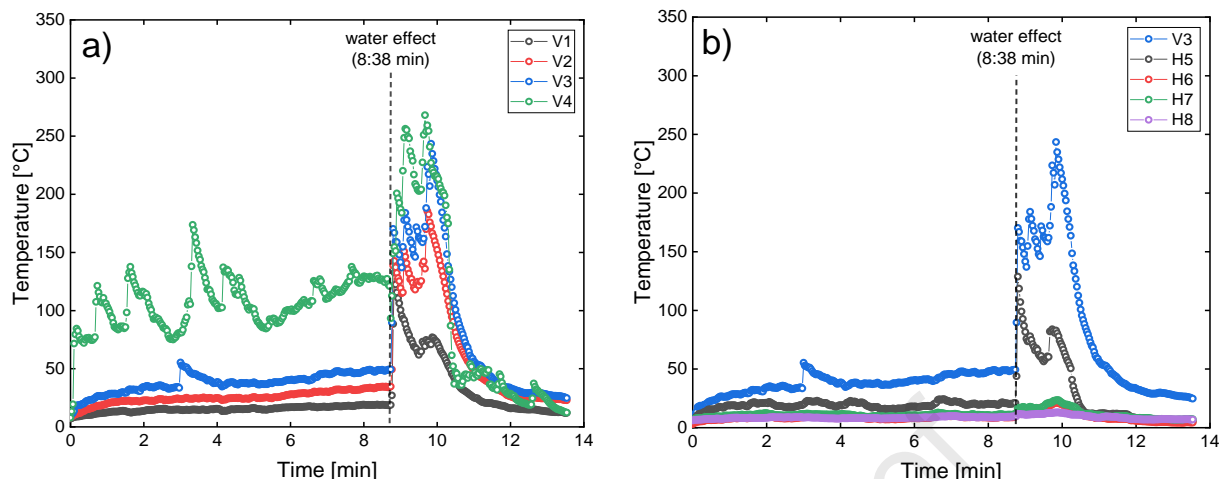 a)
water effect
(8:38 min)
V1
V2
V3
V4
Temperature [°C]
350
300
250
200
150
100
50
0
0 2 4 6 8 10 12 14
Time [min]
b)
water effect
(8:38 min)
V3
H5
H6
H7
H8
Temperature [°C]
350
300
250
200
150
100
50
0
0 2 4 6 8 10 12 14
Time [min]